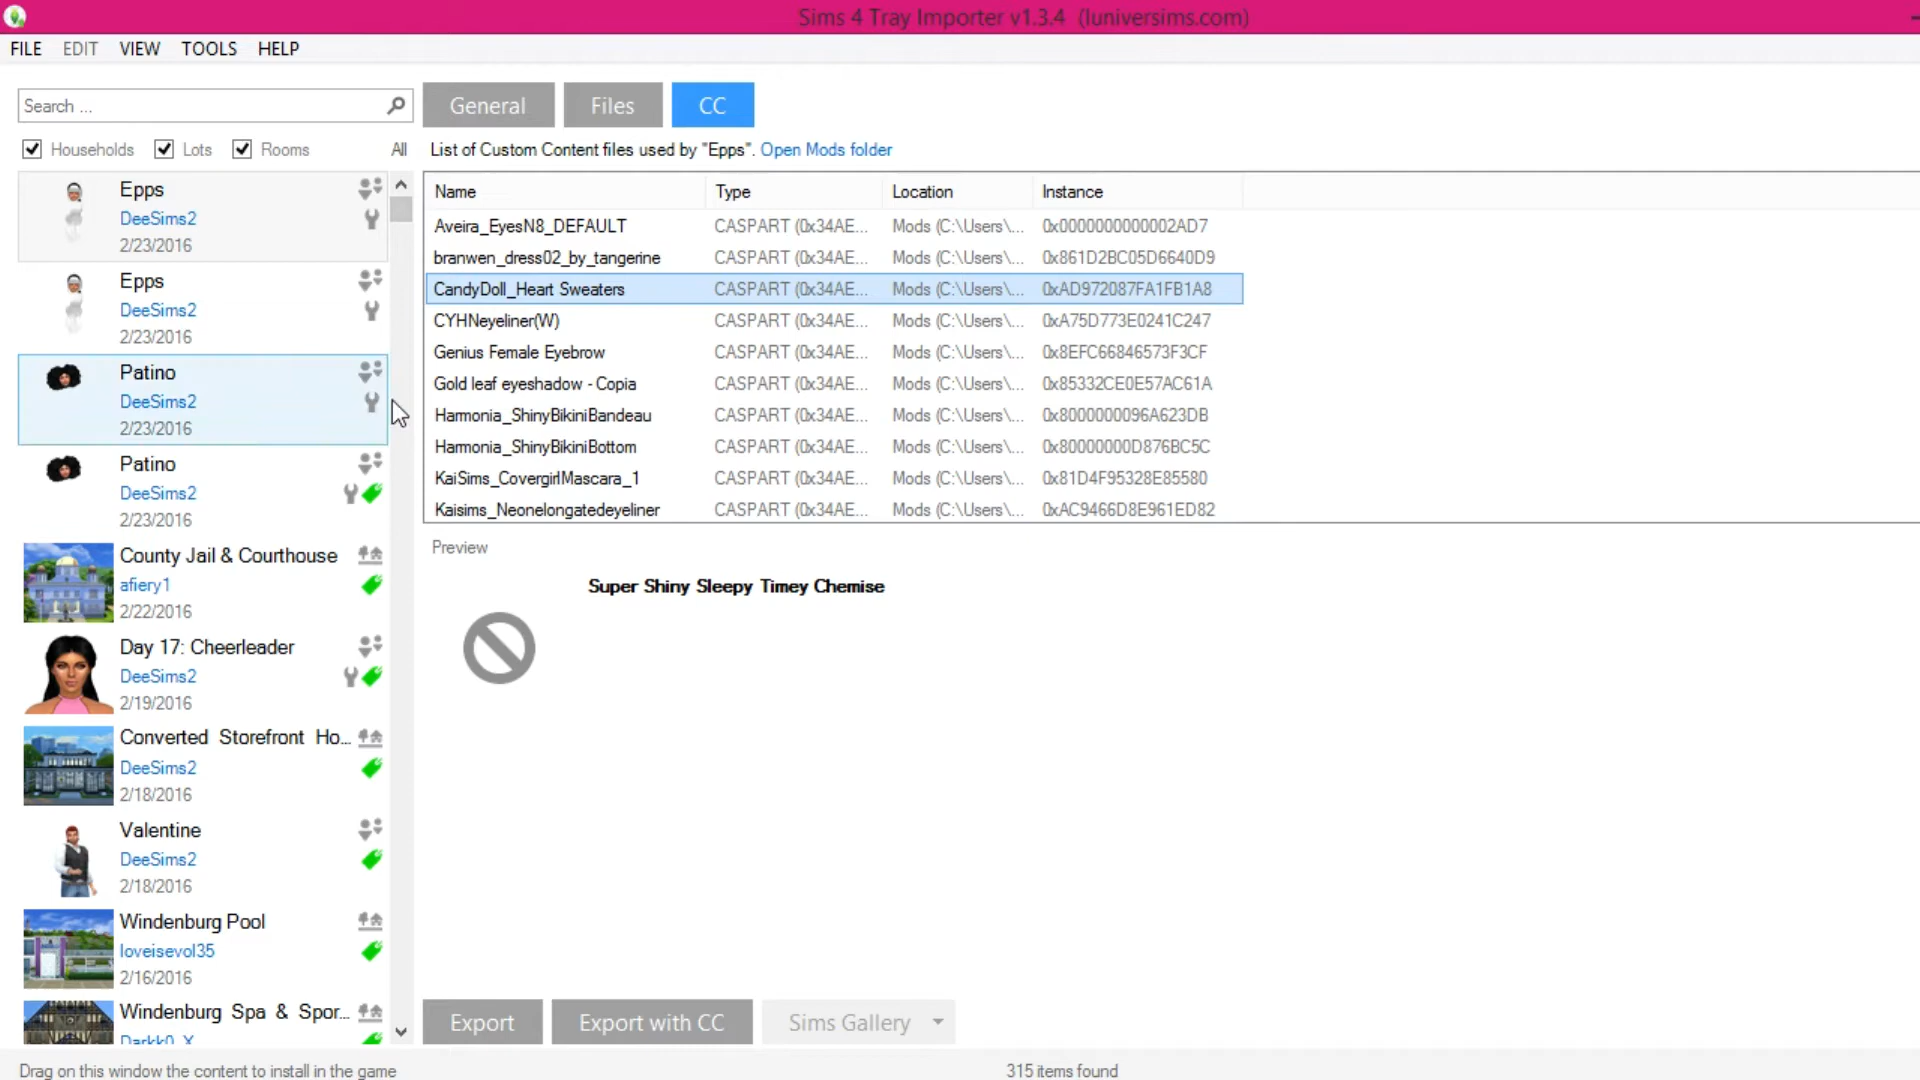 Sims 4 Tray Importer v1.3.4 (luniversims.com)
FILE EDIT VIEW TOOLS HELP
Search ...
General Files CC
Households Lots Rooms All
List of Custom Content files used by "Epps". Open Mods folder
Epps
DeeSims2
2/23/2016
Epps
DeeSims2
2/23/2016
Patino
DeeSims2
2/23/2016
Patino
DeeSims2
2/23/2016
County Jail & Courthouse
afiery1
2/22/2016
Day 17: Cheerleader
DeeSims2
2/19/2016
Converted Storefront Ho...
DeeSims2
2/18/2016
Valentine
DeeSims2
2/18/2016
Windenburg Pool
loveisevol35
2/16/2016
Windenburg Spa & Spor...
Darkk0_X
Name Type Location Instance
Aveira_EyesN8_DEFAULT CASPART (0x34AE... Mods (C:\Users\... 0x0000000000002AD7
branwen_dress02_by_tangerine CASPART (0x34AE... Mods (C:\Users\... 0x861D2BC05D6640D9
CandyDoll_Heart Sweaters CASPART (0x34AE... Mods (C:\Users\... 0xAD972087FA1FB1A8
CYHNeyeliner(W) CASPART (0x34AE... Mods (C:\Users\... 0xA75D773E0241C247
Genius Female Eyebrow CASPART (0x34AE... Mods (C:\Users\... 0x8EFC66846573F3CF
Gold leaf eyeshadow - Copia CASPART (0x34AE... Mods (C:\Users\... 0x85332CE0E57AC61A
Harmonia_ShinyBikiniBandeau CASPART (0x34AE... Mods (C:\Users\... 0x8000000096A623DB
Harmonia_ShinyBikiniBottom CASPART (0x34AE... Mods (C:\Users\... 0x80000000D876BC5C
KaiSims_CovergirlMascara_1 CASPART (0x34AE... Mods (C:\Users\... 0x81D4F95328E85580
Kaisims_Neonelongatedeyeliner CASPART (0x34AE... Mods (C:\Users\... 0xAC9466D8E961ED82
Preview
Super Shiny Sleepy Timey Chemise
Export Export with CC Sims Gallery
Drag on this window the content to install in the game 315 items found